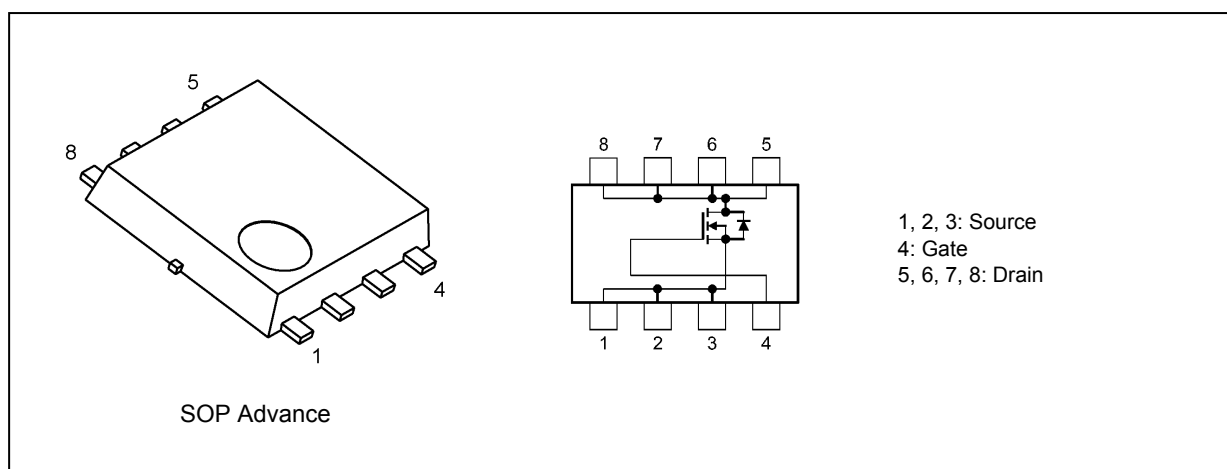 5
8
4
1
SOP Advance
8 7 6 5
1 2 3 4
1, 2, 3: Source
4: Gate
5, 6, 7, 8: Drain